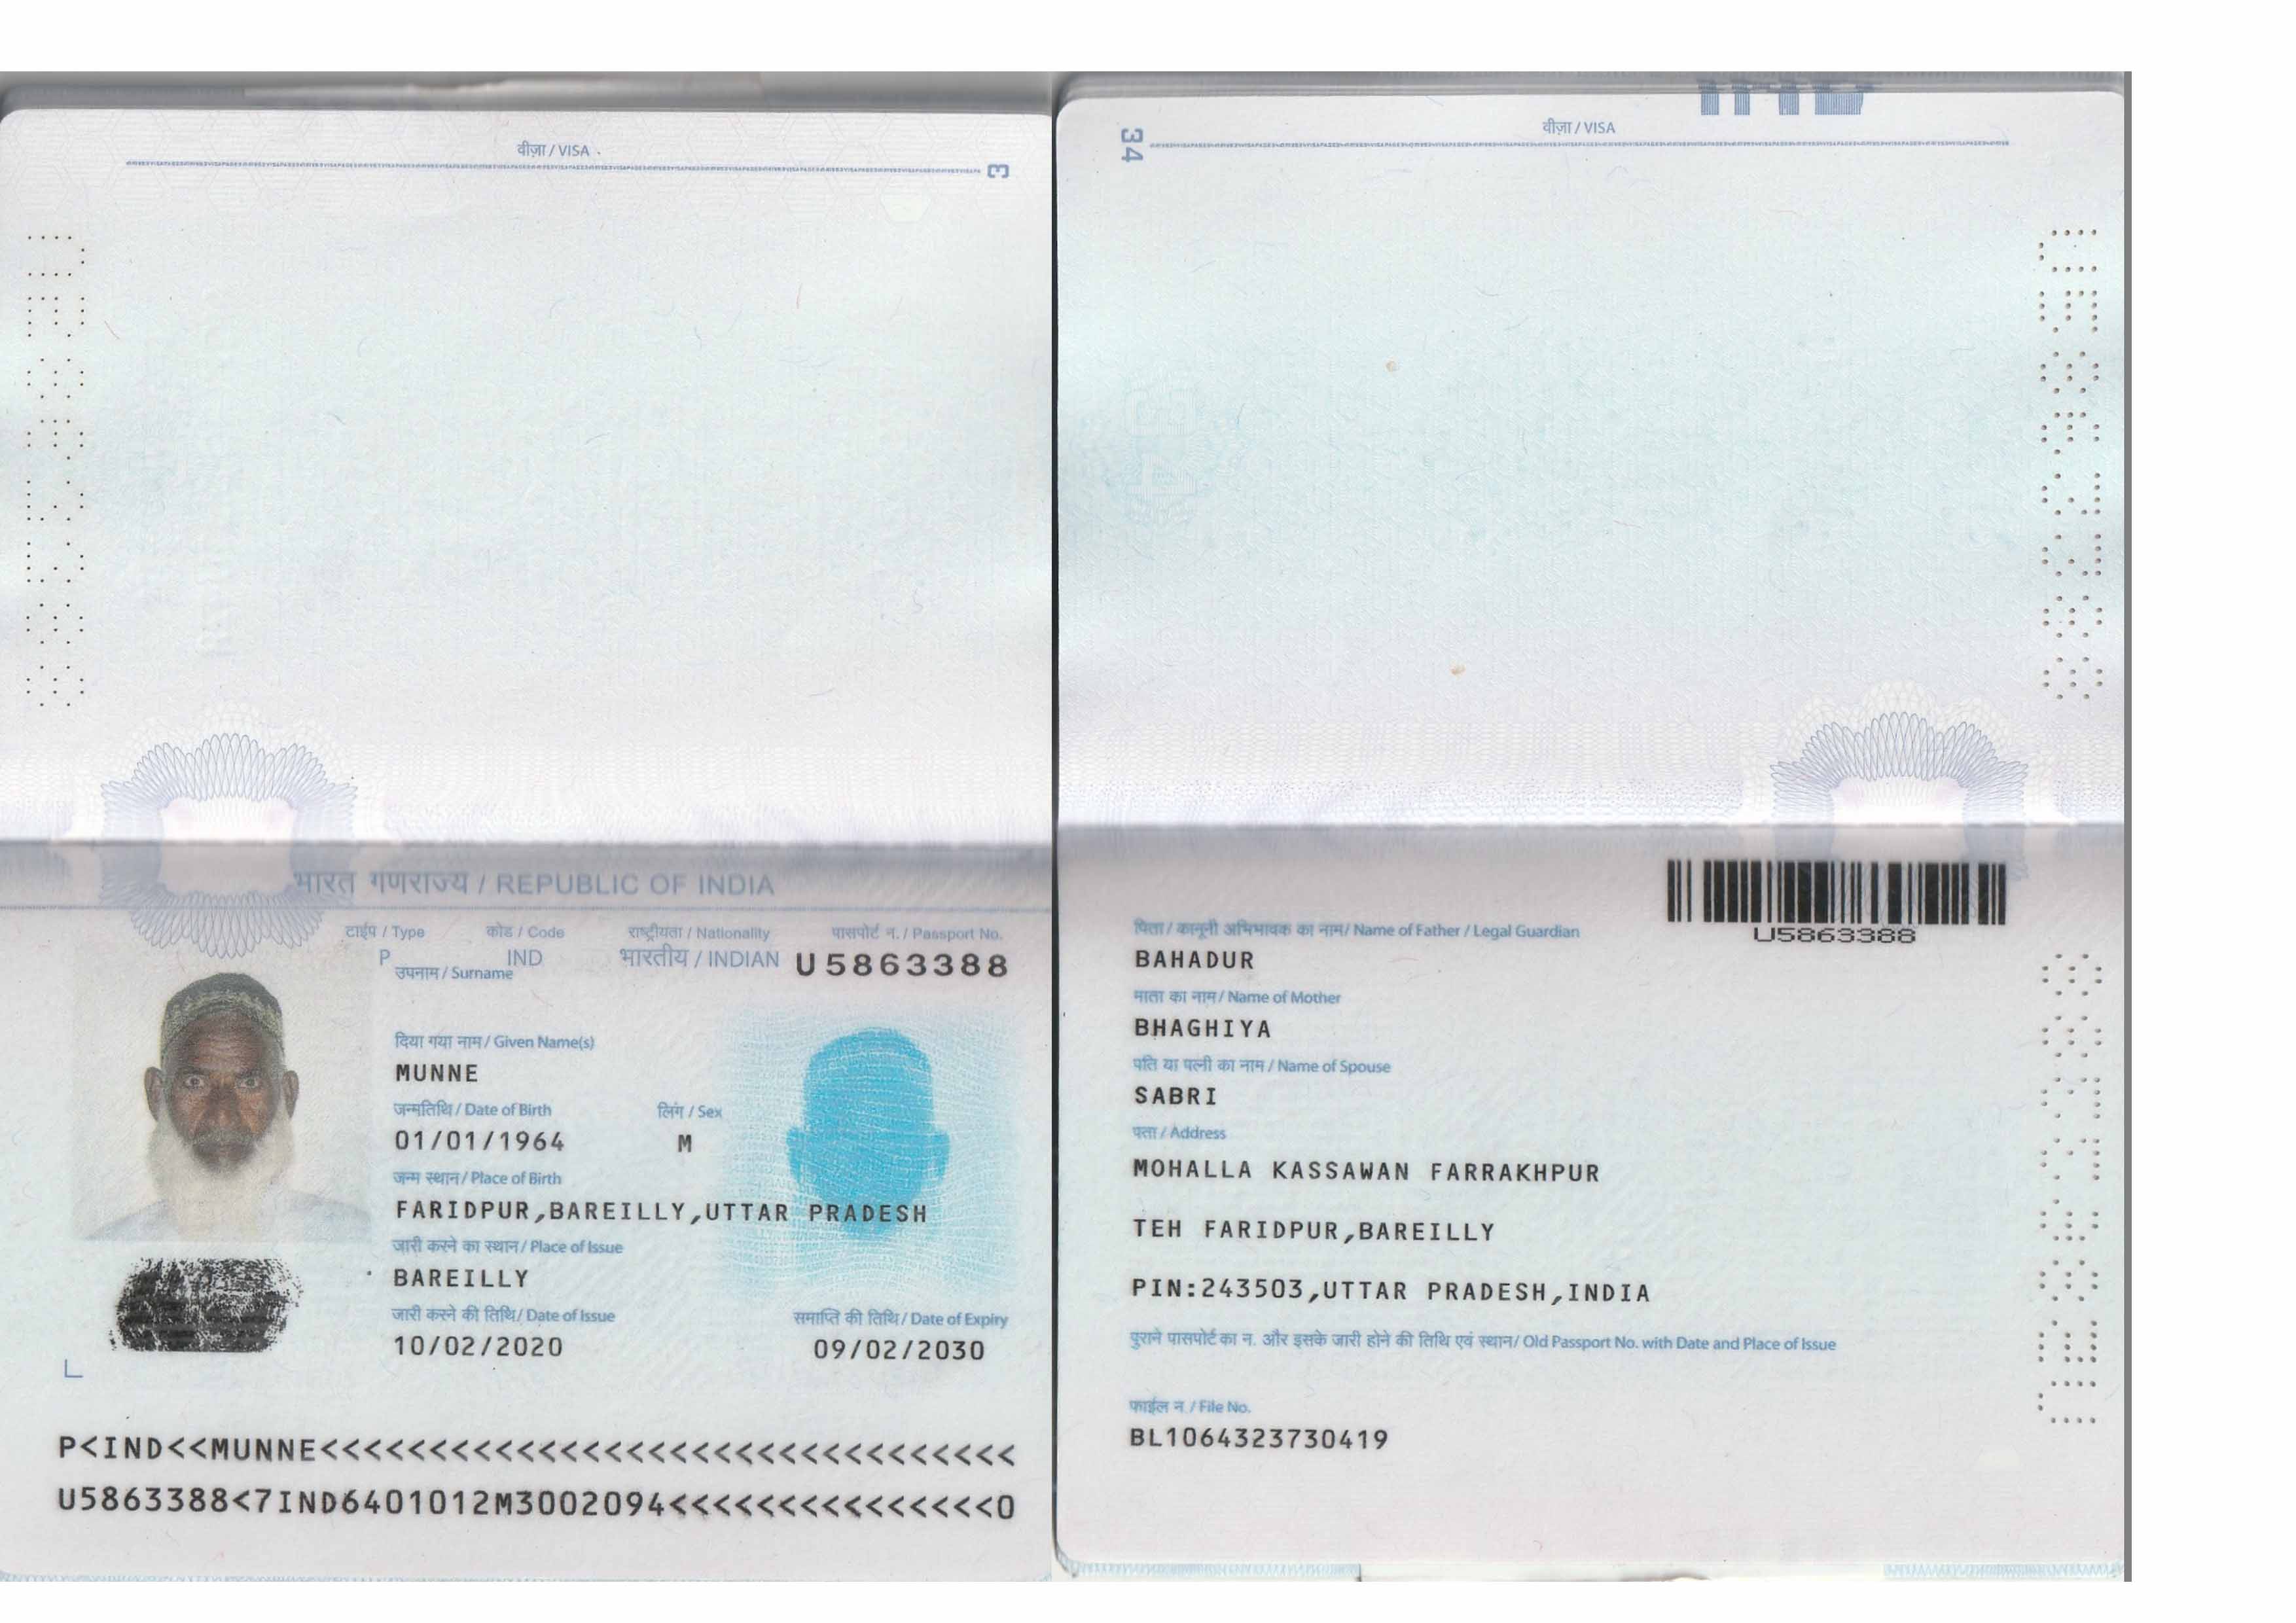 वीज़ा / VISA
3
भारत गणराज्य / REPUBLIC OF INDIA
टाईप / Type कोड / Code राष्ट्रीयता / Nationality पासपोर्ट न. / Passport No.
P IND भारतीय / INDIAN U5863388
उपनाम / Surname
दिया गया नाम / Given Name(s)
MUNNE
जन्मतिथि / Date of Birth लिंग / Sex
01/01/1964 M
जन्म स्थान / Place of Birth
FARIDPUR,BAREILLY,UTTAR PRADESH
जारी करने का स्थान / Place of Issue
BAREILLY
जारी करने की तिथि / Date of Issue समाप्ति की तिथि / Date of Expiry
10/02/2020 09/02/2030
P<IND<<MUNNE<<<<<<<<<<<<<<<<<<<<<<<<<<<<<<<<
U5863388<7IND6401012M3002094<<<<<<<<<<<<<<<0
34
वीज़ा / VISA
U5863388
पिता / कानूनी अभिभावक का नाम / Name of Father / Legal Guardian
BAHADUR
माता का नाम / Name of Mother
BHAGHIYA
पति या पत्नी का नाम / Name of Spouse
SABRI
पता / Address
MOHALLA KASSAWAN FARRAKHPUR
TEH FARIDPUR,BAREILLY
PIN:243503,UTTAR PRADESH,INDIA
पुराने पासपोर्ट का न. और इसके जारी होने की तिथि एवं स्थान / Old Passport No. with Date and Place of Issue
फाईल न. / File No.
BL1064323730419